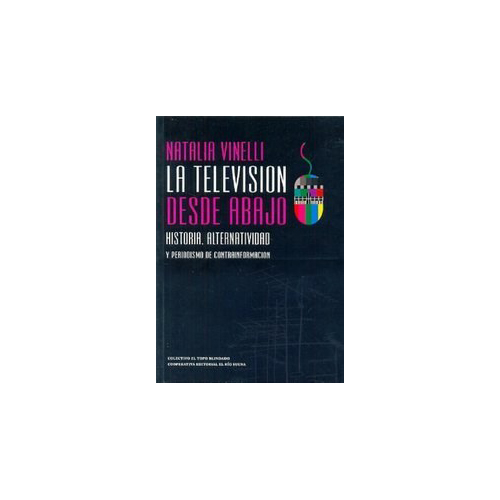 NATALIA VINELLI
LA TELEVISION
DESDE ABAJO
HISTORIA, ALTERNATIVIDAD
Y PERIODISMO DE CONTRAINFORMACION
COLECTIVO EL TOPO BLINDADO
COOPERATIVA EDITORIAL EL RÍO SUENA